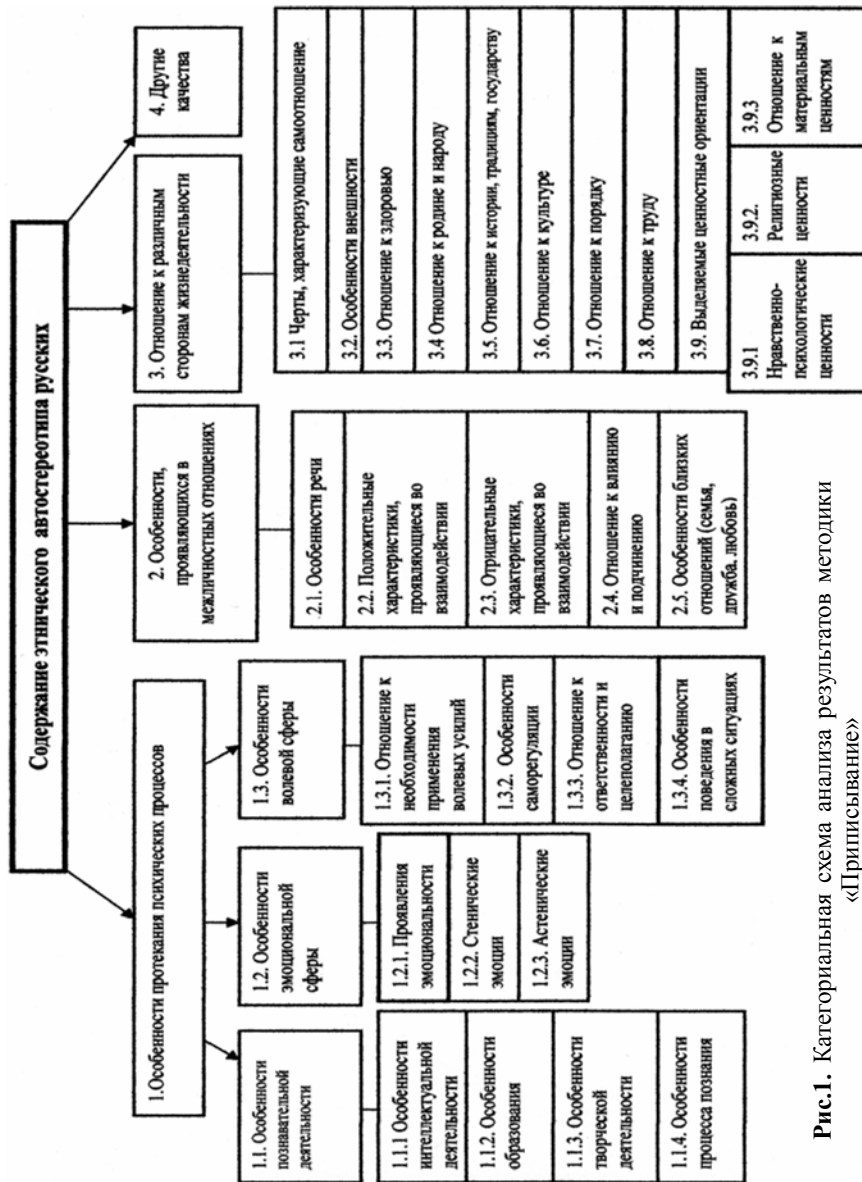 Содержание этнического автостереотипа русских
1.Особенности протекания психических процессов
1.1. Особенности
познавательной
деятельности
1.1.1 Особенности
интеллектуальной
деятельности
1.1.2. Особенности
образования
1.1.3. Особенности
творческой
деятельности
1.1.4. Особенности
процесса познания
1.2. Особенности
эмоциональной
сферы
1.2.1. Проявления
эмоциональности
1.2.2. Стенические
эмоции
1.2.3. Астенические
эмоции
1.3. Особенности
волевой сферы
1.3.1. Отношение к
необходимости
применения
волевых усилий
1.3.2. Особенности
саморегуляции
1.3.3. Отношение к
ответственности и
целеполаганию
1.3.4. Особенности
поведения в
сложных ситуациях
2. Особенности,
проявляющихся в
межличностных отношениях
2.1. Особенности речи
2.2. Положительные
характеристики,
проявляющиеся во
взаимодействии
2.3. Отрицательные
характеристики,
проявляющиеся во
взаимодействии
2.4. Отношение к влиянию
и подчинению
2.5. Особенности близких
отношений (семья,
дружба. любовь)
3. Отношение к различным
сторонам жизнедеятельности
3.1 Черты, характеризующие самоотношение
3.2. Особенности внешности
3.3. Отношение к здоровью
3.4 Отношение к родине и народу
3.5. Отношение к истории, традициям, государству
3.6. Отношение к культуре
3.7. Отношение к порядку
3.8. Отношение к труду
3.9. Выделяемые ценностные ориентации
3.9.1
Нравственно-
психологические
ценности
3.9.2.
Религиозные
ценности
3.9.3
Отношение к
материальным
ценностям
4. Другие
качества
Рис.1. Категориальная схема анализа результатов методики
«Приписывание»